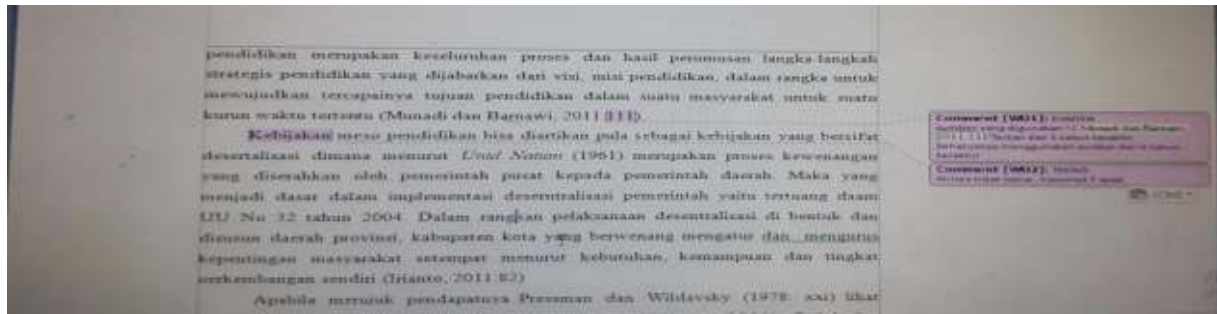 pendidikan merupakan keseluruhan proses dan hasil perumusan langka-langkah
strategis pendidikan yang dijabarkan dari visi, misi pendidikan, dalam rangka untuk
mewujudkan tercapainya tujuan pendidikan dalam suatu masyarakat untuk suatu
kurun waktu tertentu (Munadi dan Barnawi, 2011:111).
Kebijakan meso pendidikan bisa diartikan pula sebagai kebijakan yang bersifat
desertalisasi dimana menurut Unid Nation (1961) merupakan proses kewenangan
yang diserahkan oleh pemerintah pusat kepada pemerintah daerah. Maka yang
menjadi dasar dalam implementasi desentralisasi pemerintah yaitu tertuang daam
UU No 32 tahun 2004. Dalam rangkan pelaksanaan desentralisasi di bentuk dan
disusun daerah provinsi, kabupaten kota yang berwenang mengatur dan mengurus
kepentingan masyarakat setempat menurut kebutuhan, kemampuan dan tingkat
perkembangan sendiri (Irianto, 2011:82)
Apabila merujuk pendapatnya Pressman dan Wildavsky (1978: xxi) lihat
Comment [WU1]:
Comment [WU2]: